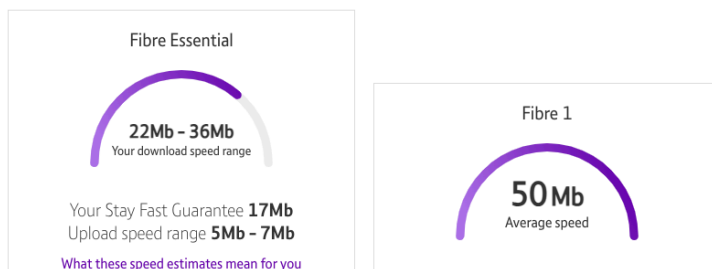 Fibre Essential
22Mb - 36Mb
Your download speed range
Your Stay Fast Guarantee 17Mb
Upload speed range 5Mb - 7Mb
What these speed estimates mean for you
Fibre 1
50 Mb
Average speed